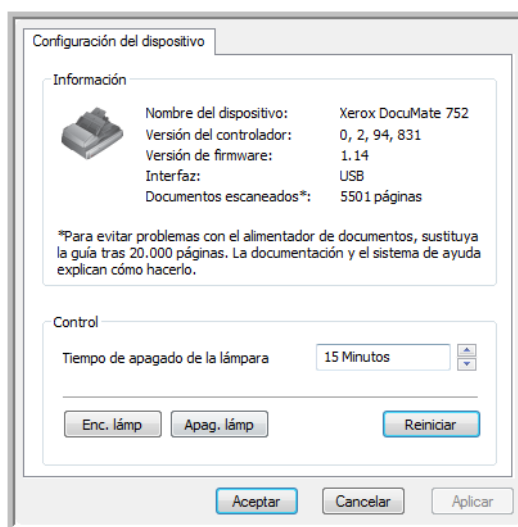 Configuración del dispositivo
Información
Nombre del dispositivo: Xerox DocuMate 752
Versión del controlador: 0, 2, 94, 831
Versión de firmware: 1.14
Interfaz: USB
Documentos escaneados*: 5501 páginas
*Para evitar problemas con el alimentador de documentos, sustituya
la guía tras 20.000 páginas. La documentación y el sistema de ayuda
explican cómo hacerlo.
Control
Tiempo de apagado de la lámpara 15 Minutos
Enc. lámp Apag. lámp Reiniciar
Aceptar Cancelar Aplicar